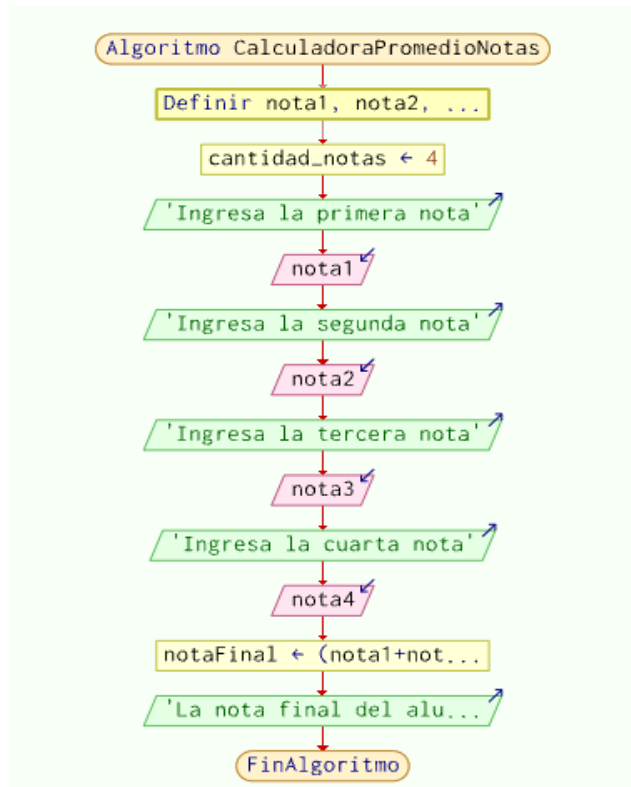 Algoritmo CalculadoraPromedioNotas
Definir nota1, nota2, ...
cantidad_notas ← 4
'Ingresa la primera nota'
nota1
'Ingresa la segunda nota'
nota2
'Ingresa la tercera nota'
nota3
'Ingresa la cuarta nota'
nota4
notaFinal ← (nota1+not...
'La nota final del alu...
FinAlgoritmo